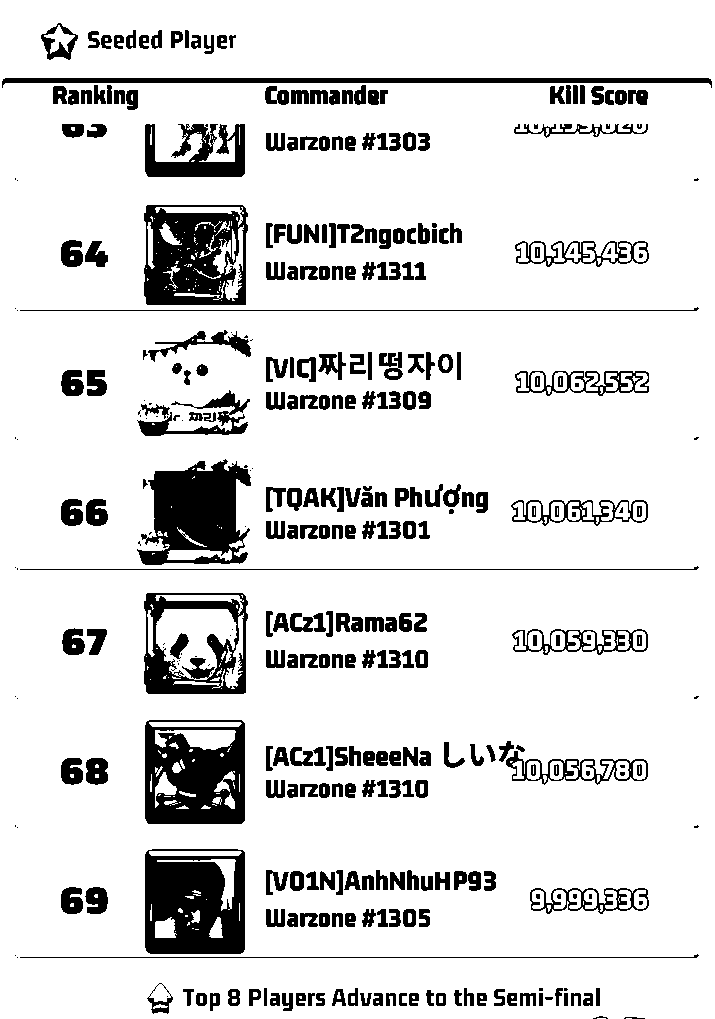 Seeded Player
Ranking Commander Kill Score
63 Warzone #1303
64 [FUNI]T2ngocbich 10,145,436
Warzone #1311
65 [VIC]짜리떵자이 10,062,552
Warzone #1309
66 [TQAK]Văn Phượng 10,061,340
Warzone #1301
67 [ACz1]Rama62 10,059,330
Warzone #1310
68 [ACz1]SheeeNa しいな 10,056,780
Warzone #1310
69 [V01N]AnhNhuHP93 9,999,336
Warzone #1305
Top 8 Players Advance to the Semi-final